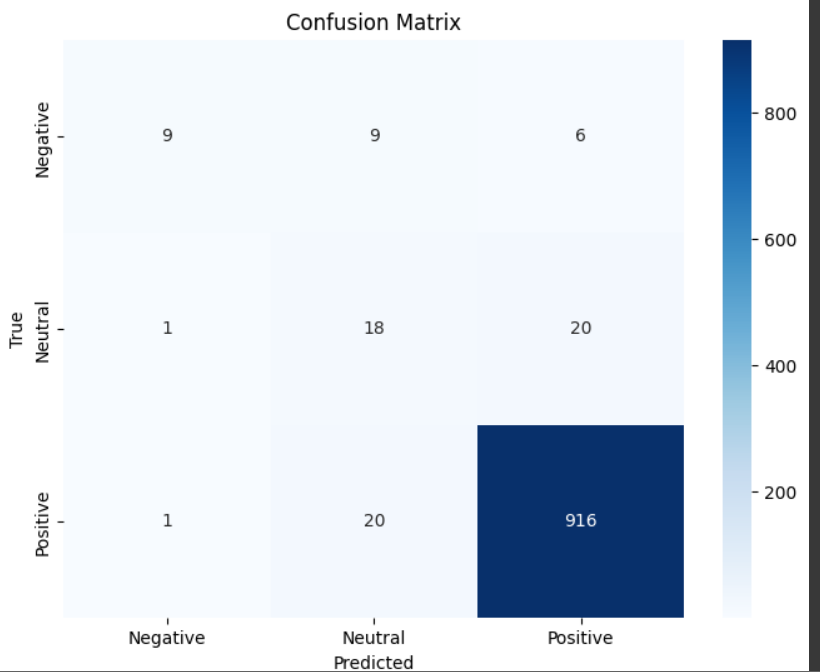 Confusion Matrix
Negative
9 9 6
800
600
True
Neutral
1 18 20
400
200
Positive
1 20 916
Negative Neutral Positive
Predicted